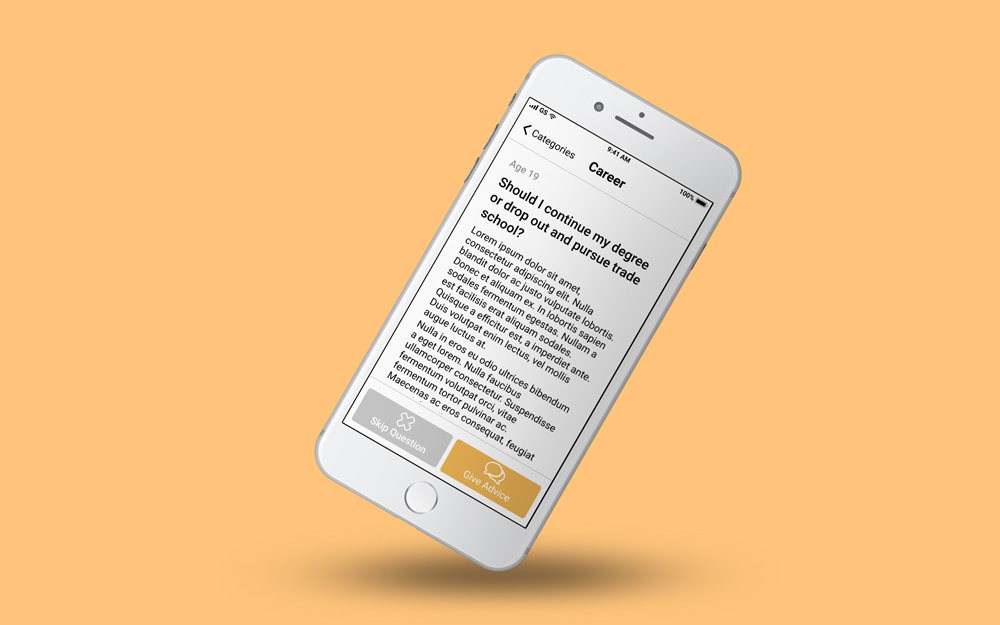 GS
9:41 AM
100%
Categories
Career
Age 19
Should I continue my degree
or drop out and pursue trade
school?
Lorem ipsum dolor sit amet,
consectetur adipiscing elit. Nulla
blandit dolor ac justo vulputate lobortis.
Donec et aliquam ex. In lobortis sapien
sodales fermentum egestas. Nullam a
est facilisis erat aliquam sodales.
Quisque a efficitur est, a imperdiet ante.
Duis volutpat enim lectus, vel mollis
augue luctus at.
Nulla in eros eu odio ultrices bibendum
a eget lorem. Nulla faucibus
ullamcorper consectetur. Suspendisse
fermentum volutpat orci, vitae
fermentum tortor pulvinar ac.
Maecenas ac eros consequat, feugiat
Skip Question
Give Advice